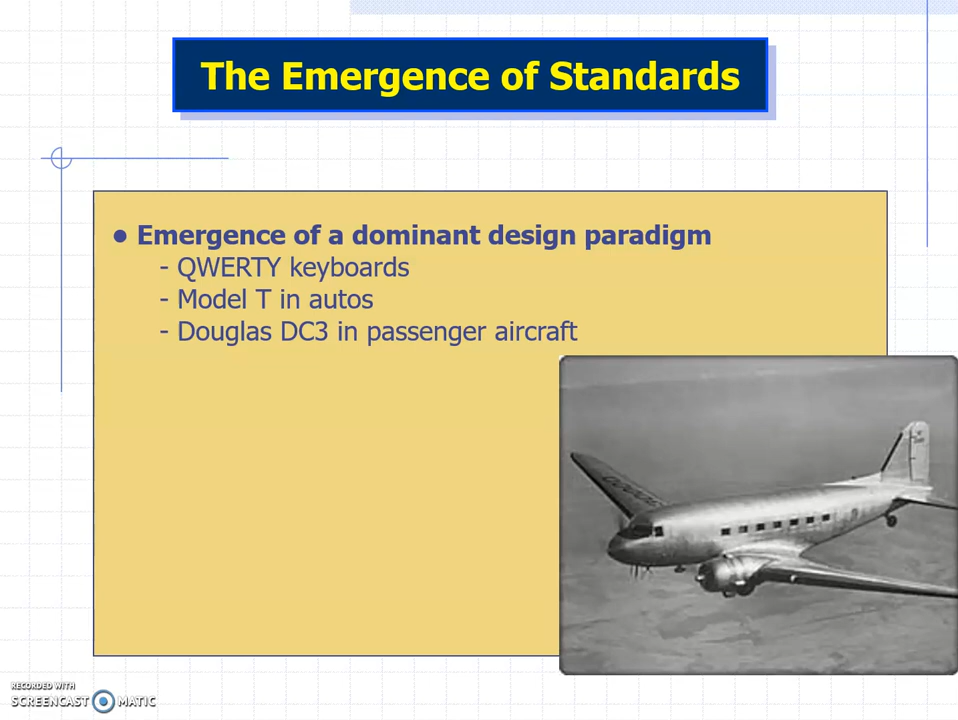 The Emergence of Standards
● Emergence of a dominant design paradigm
- QWERTY keyboards
- Model T in autos
- Douglas DC3 in passenger aircraft
RECORDED WITH
SCREENCAST MATIC